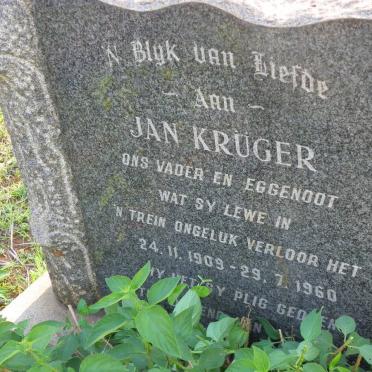 'N Blyk van Liefde
- Aan -
JAN KRUGER
ONS VADER EN EGGENOOT
WAT SY LEWE IN
'N TREIN ONGELUK VERLOOR HET
24.11.1909 - 29.7.1960
SY PLIG GEDOEN